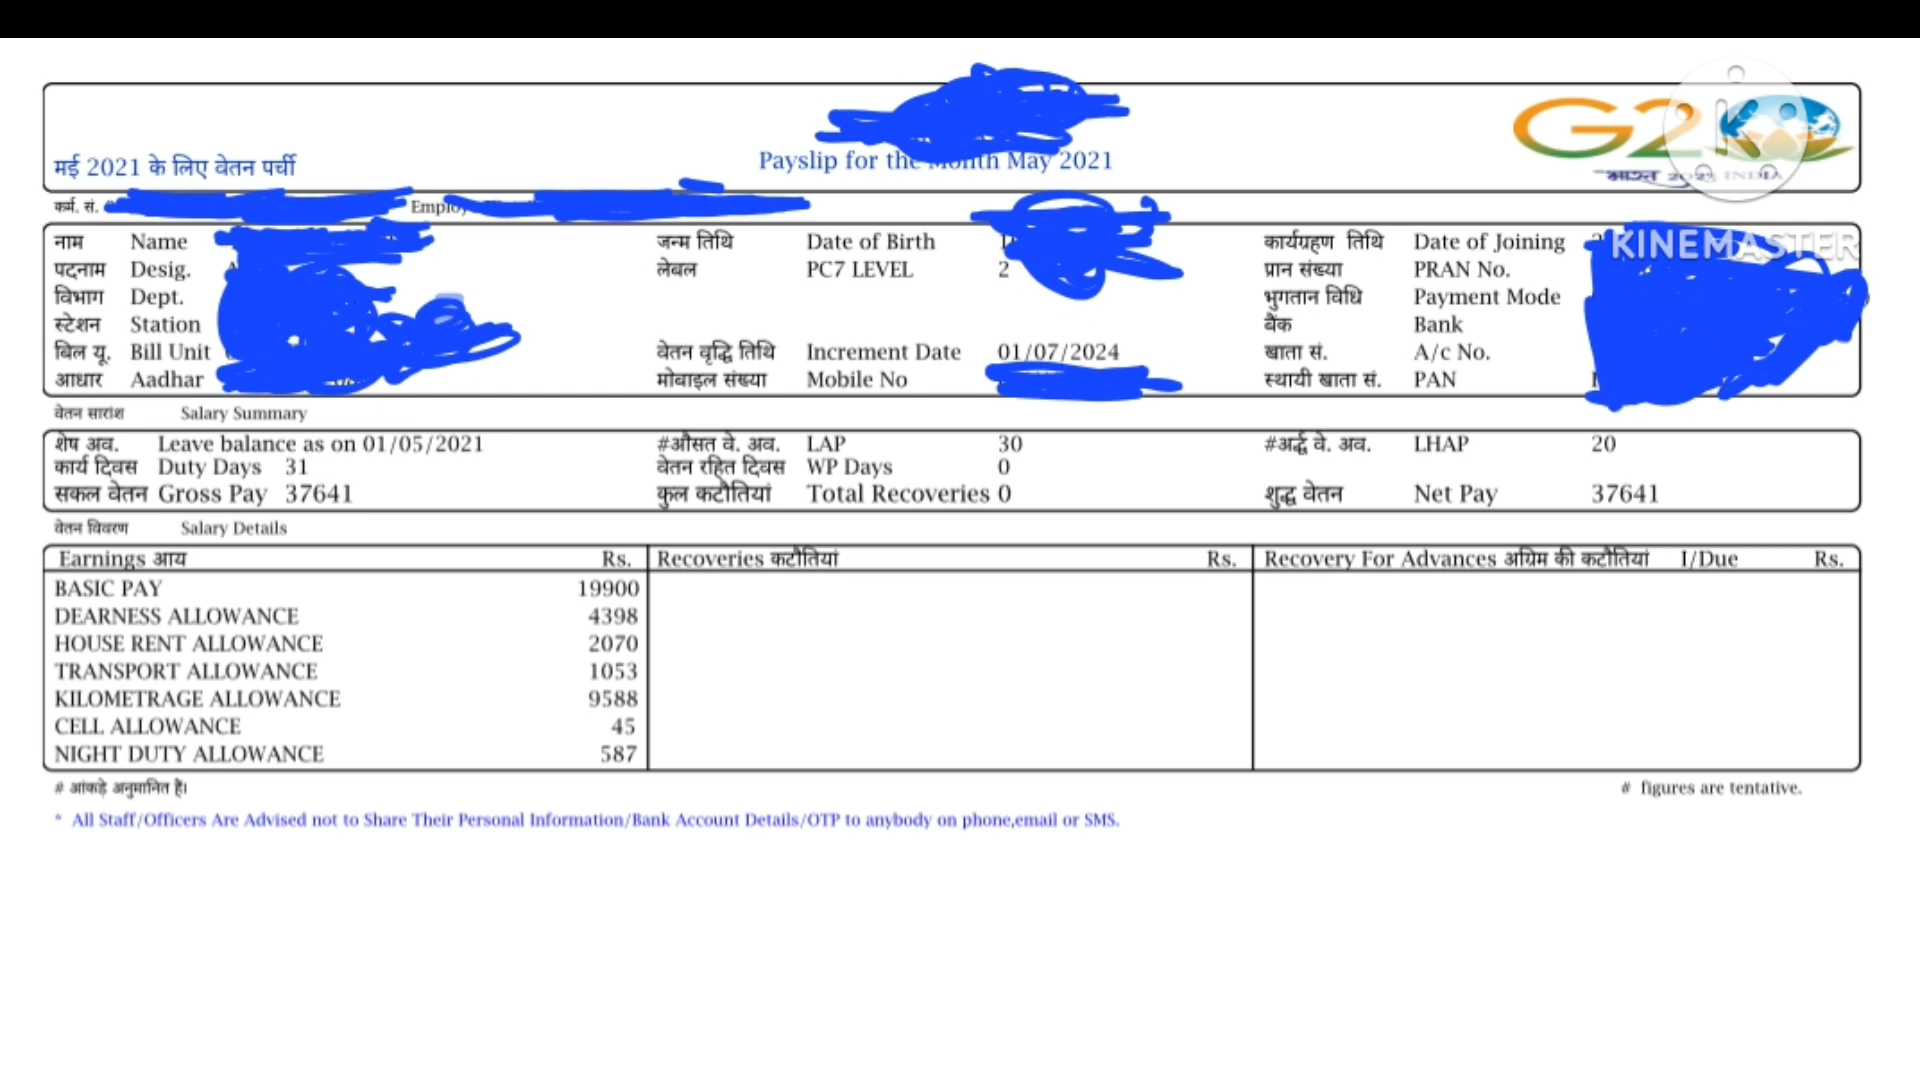 मई 2021 के लिए वेतन पर्ची
Payslip for the Month May 2021
G2
भारत 2023 INDIA
कर्म. सं.
KINEMASTER
नाम Name जन्म तिथि Date of Birth कार्यग्रहण तिथि Date of Joining
पदनाम Desig. लेवल PC7 LEVEL 2 प्रान संख्या PRAN No.
विभाग Dept. भुगतान विधि Payment Mode
स्टेशन Station बैंक Bank
बिल यू. Bill Unit वेतन वृद्धि तिथि Increment Date 01/07/2024 खाता सं. A/c No.
आधार Aadhar मोबाइल संख्या Mobile No स्थायी खाता सं. PAN
वेतन सारांश Salary Summary
शेष अव. Leave balance as on 01/05/2021 #औसत वे. अव. LAP 30 #अर्द्ध वे. अव. LHAP 20
कार्य दिवस Duty Days 31 वेतन रहित दिवस WP Days 0
सकल वेतन Gross Pay 37641 कुल कटौतियां Total Recoveries 0 शुद्ध वेतन Net Pay 37641
वेतन विवरण Salary Details
Earnings आय Rs. Recoveries कटौतियां Rs. Recovery For Advances अग्रिम की कटौतियां I/Due Rs.
BASIC PAY 19900
DEARNESS ALLOWANCE 4398
HOUSE RENT ALLOWANCE 2070
TRANSPORT ALLOWANCE 1053
KILOMETRAGE ALLOWANCE 9588
CELL ALLOWANCE 45
NIGHT DUTY ALLOWANCE 587
# आंकड़े अनुमानित हैं। # figures are tentative.
* All Staff/Officers Are Advised not to Share Their Personal Information/Bank Account Details/OTP to anybody on phone,email or SMS.